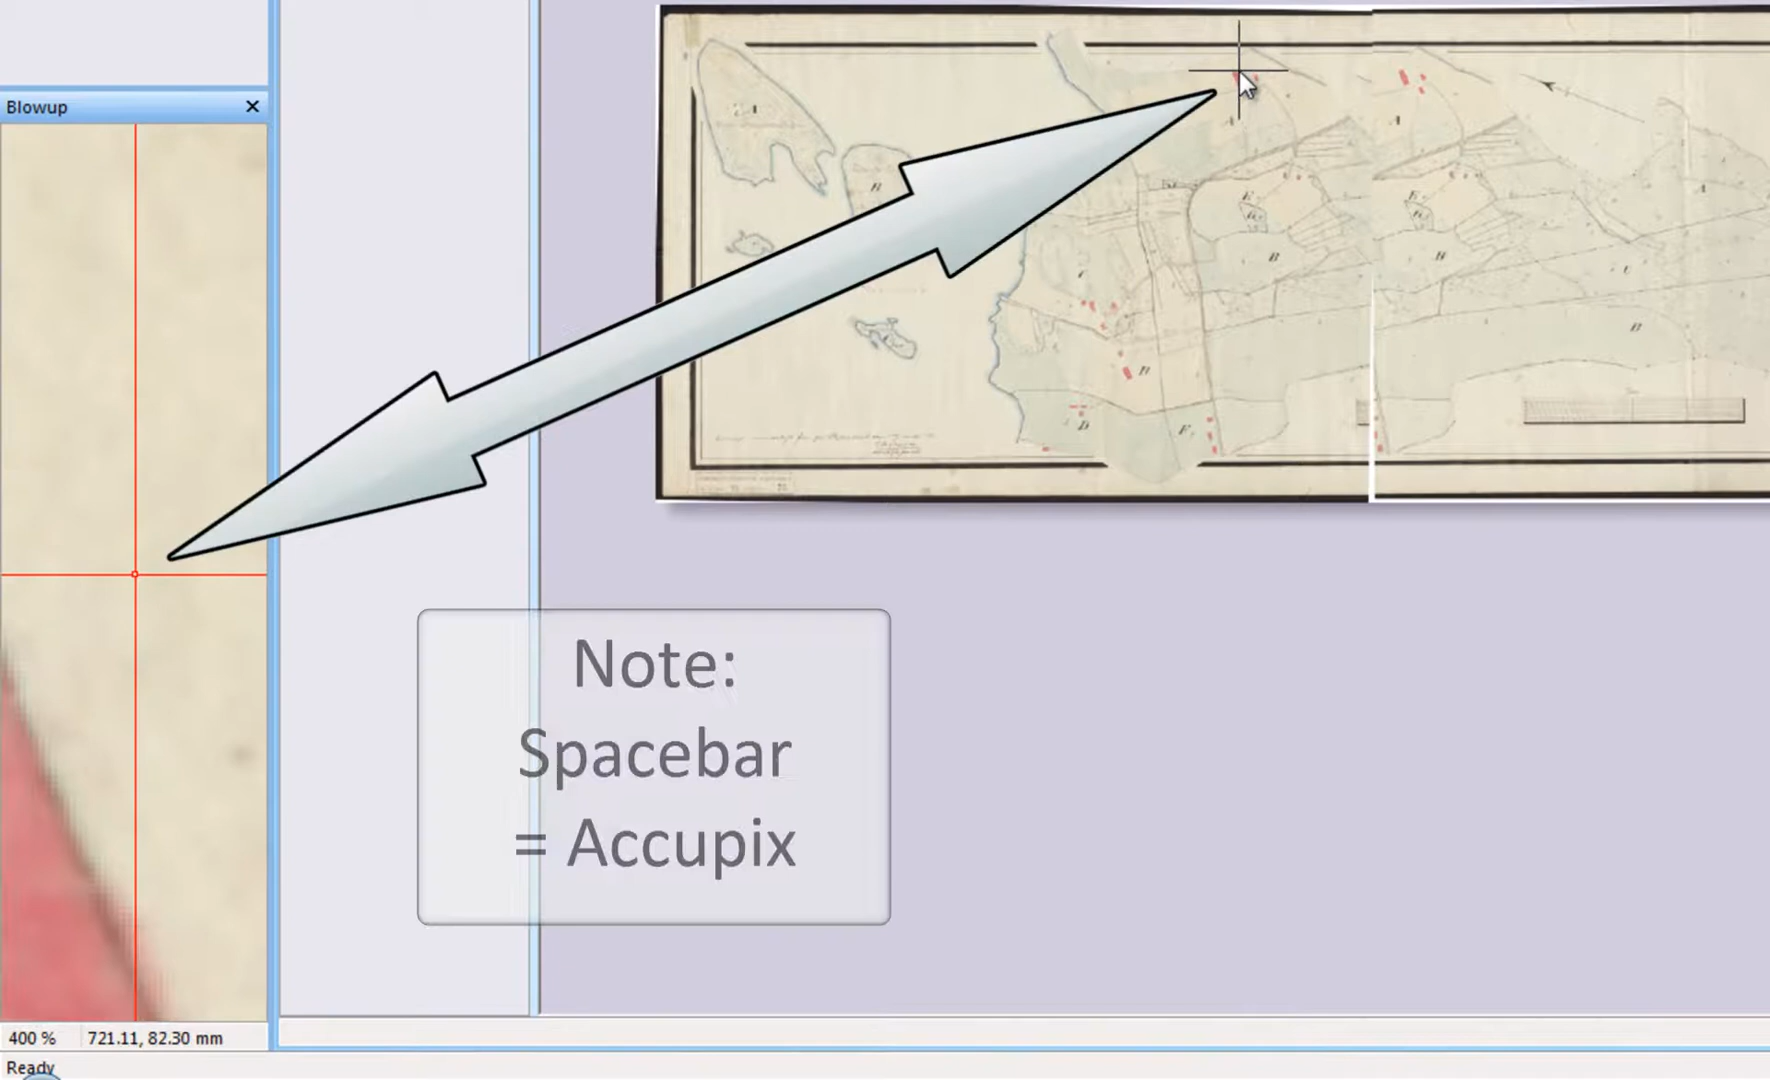 Blowup
A
A
A
A
B
E
E
B
B
C
B
D
D
E
Note:
Spacebar
= Accupix
400 %
721.11, 82.30 mm
Ready